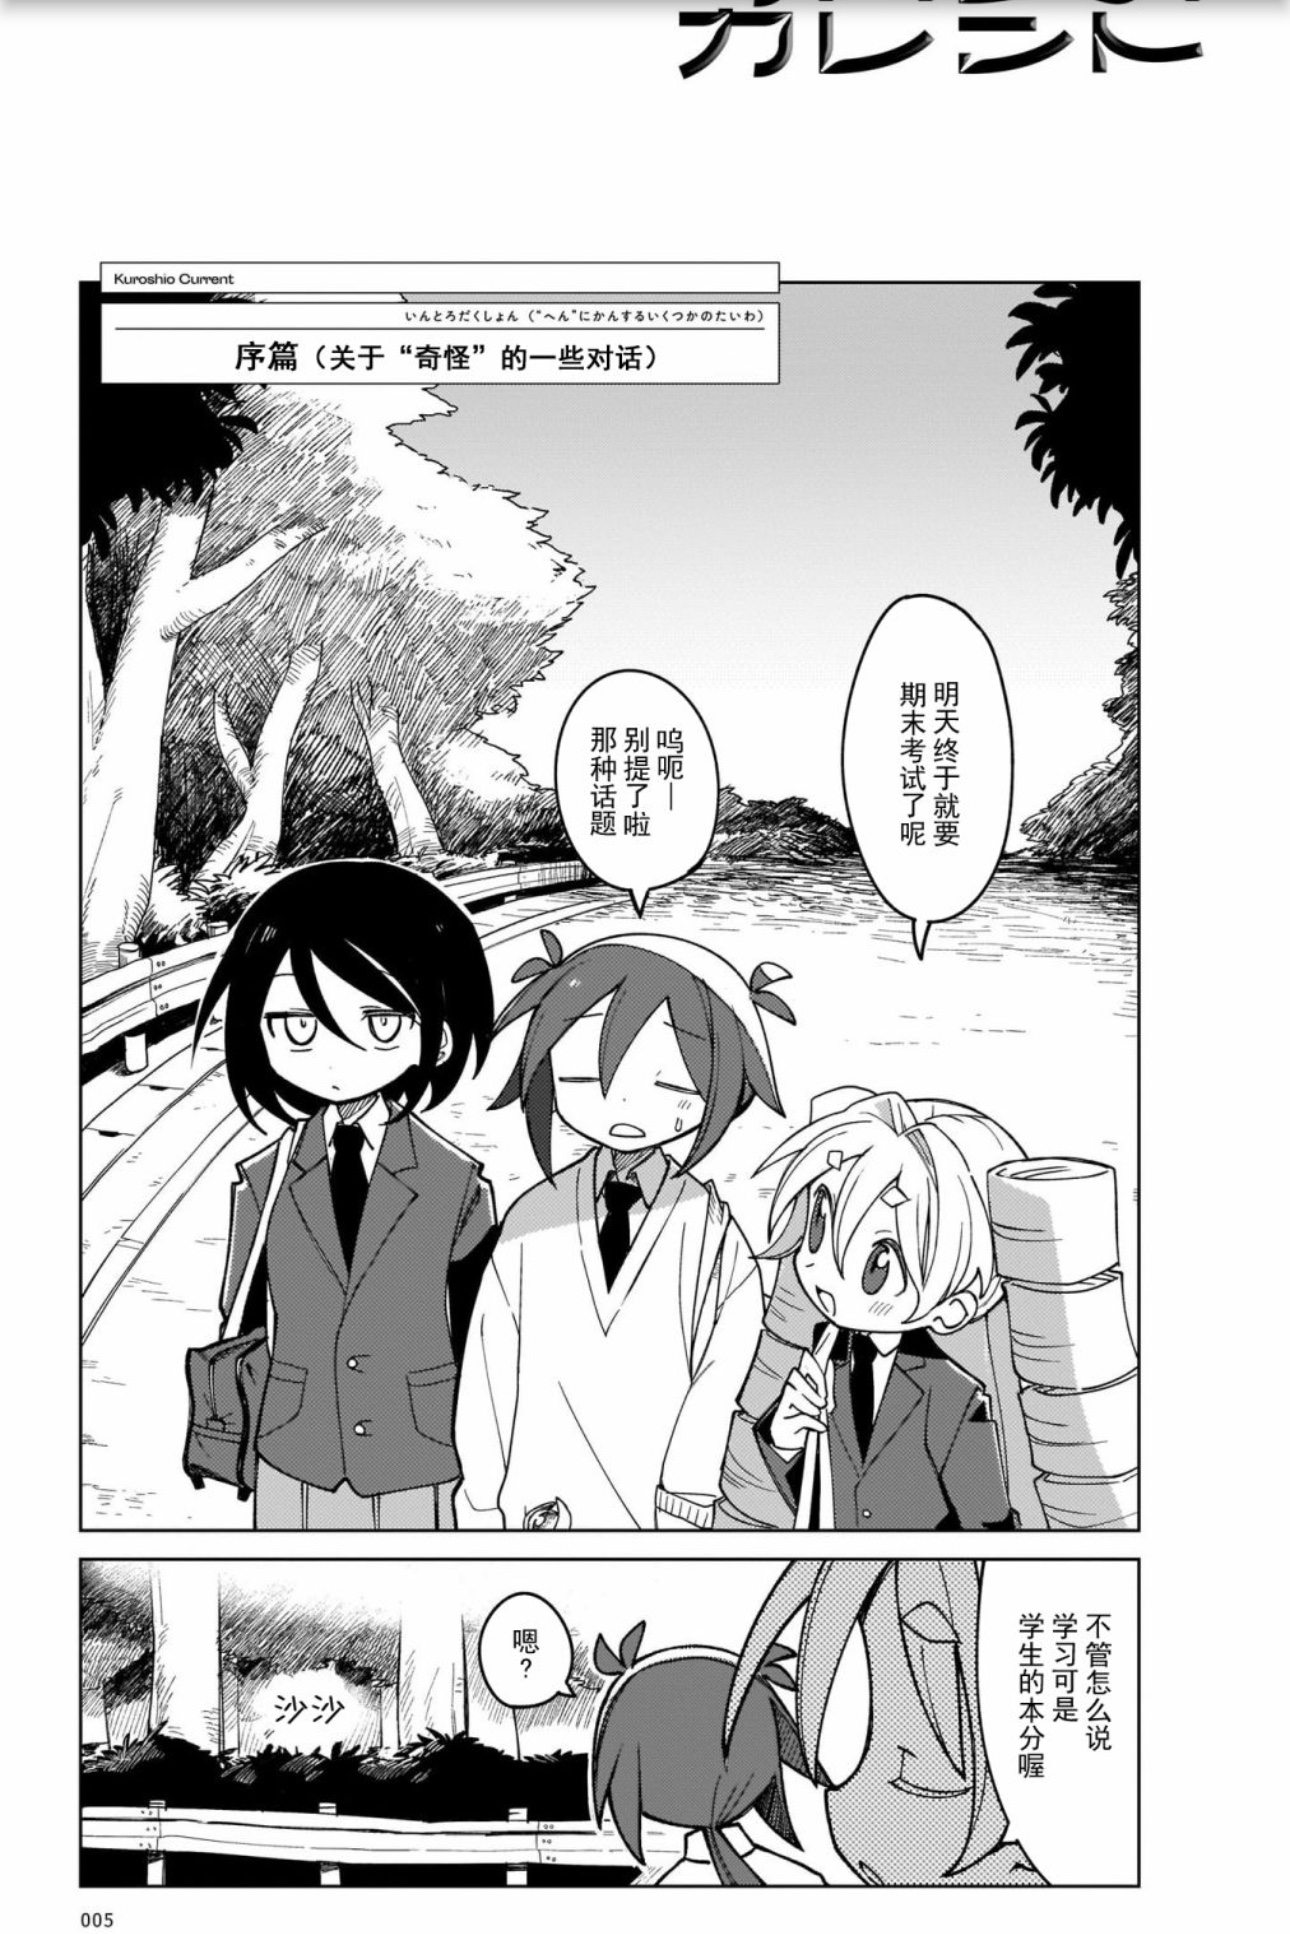 カレント
Kuroshio Current
いんとろだくしょん（“へん”にかんするいくつかのたいわ）
序篇（关于“奇怪”的一些对话）
明天终于就要
期末考试了呢
呜呃—
别提了啦
那种话题
不管怎么说
学习可是
学生的本分喔
嗯？
沙沙
005